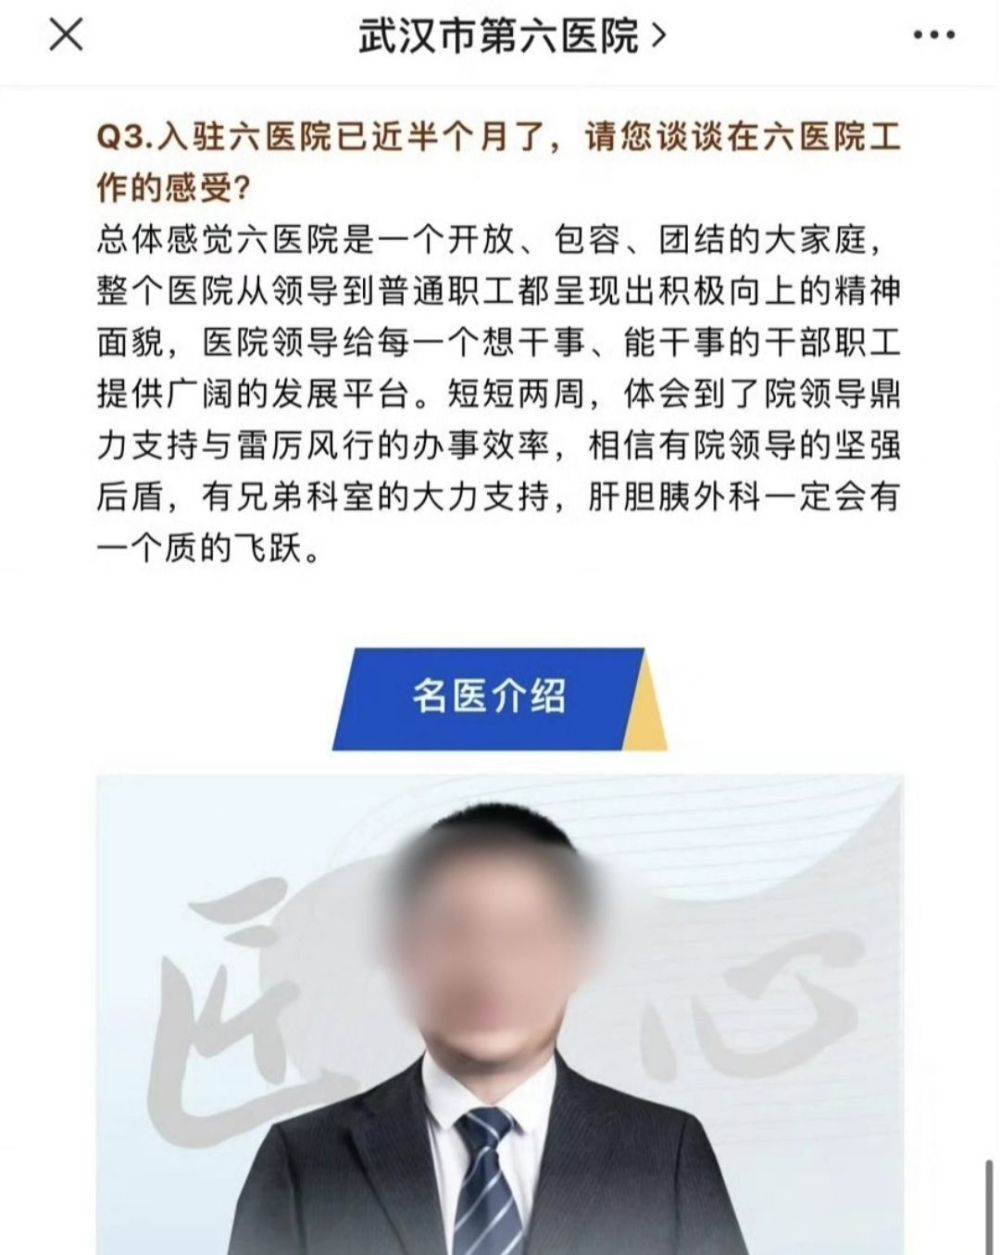 武汉市第六医院
Q3.入驻六医院已近半个月了，请您谈谈在六医院工
作的感受？
总体感觉六医院是一个开放、包容、团结的大家庭，
整个医院从领导到普通职工都呈现出积极向上的精神
面貌，医院领导给每一个想干事、能干事的干部职工
提供广阔的发展平台。短短两周，体会到了院领导鼎
力支持与雷厉风行的办事效率，相信有院领导的坚强
后盾，有兄弟科室的大力支持，肝胆胰外科一定会有
一个质的飞跃。
名医介绍
匠心